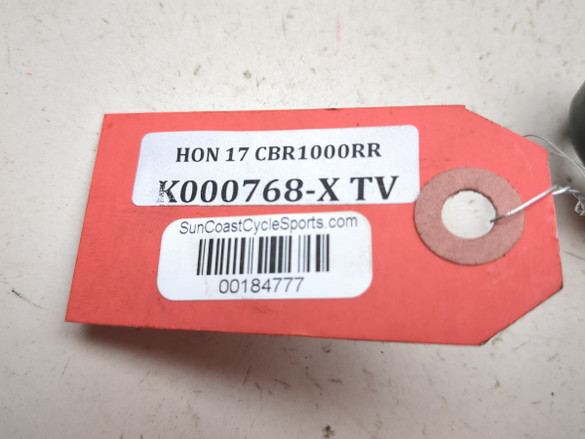 HON 17 CBR1000RR
K000768-X TV
SunCoastCycleSports.com
00184777